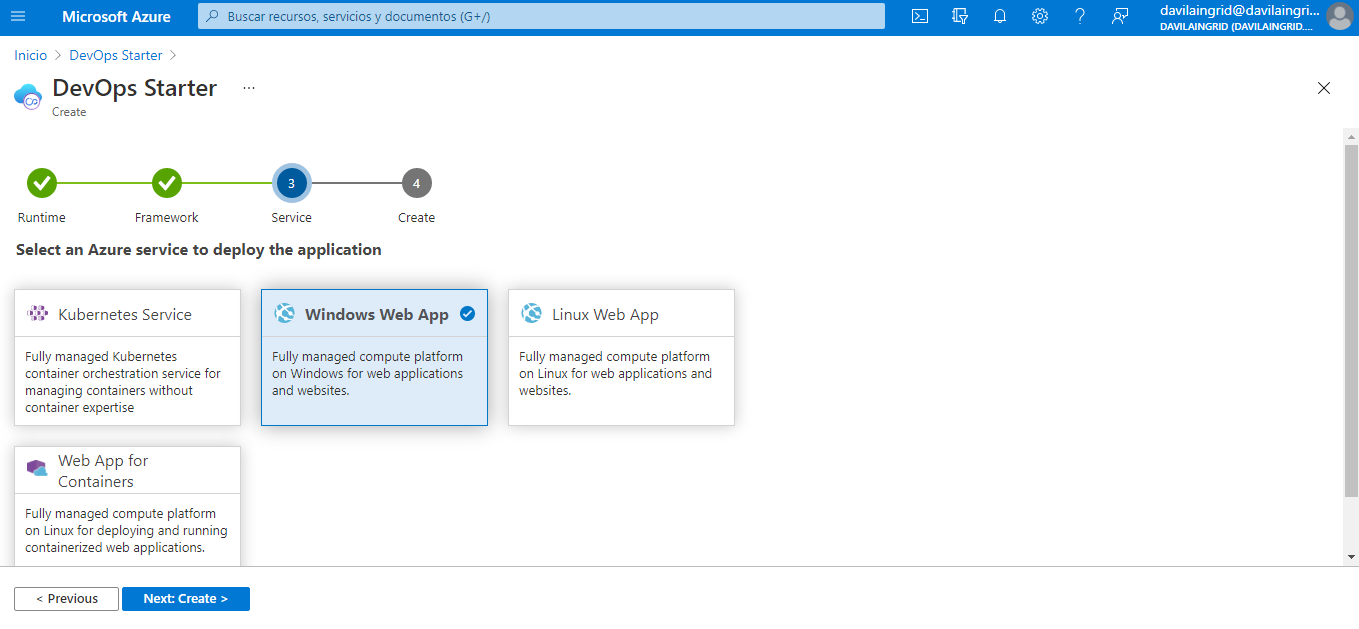 Microsoft Azure
Buscar recursos, servicios y documentos (G+/)
davilaingrid@davilaingri...
DAVILAINGRID (DAVILAINGRID....
Inicio > DevOps Starter >
DevOps Starter ...
Create
3
4
Runtime
Framework
Service
Create
Select an Azure service to deploy the application
Kubernetes Service
Fully managed Kubernetes
container orchestration service for
managing containers without
container expertise
Windows Web App
Fully managed compute platform
on Windows for web applications
and websites.
Linux Web App
Fully managed compute platform
on Linux for web applications and
websites.
Web App for
Containers
Fully managed compute platform
on Linux for deploying and running
containerized web applications.
< Previous
Next: Create >